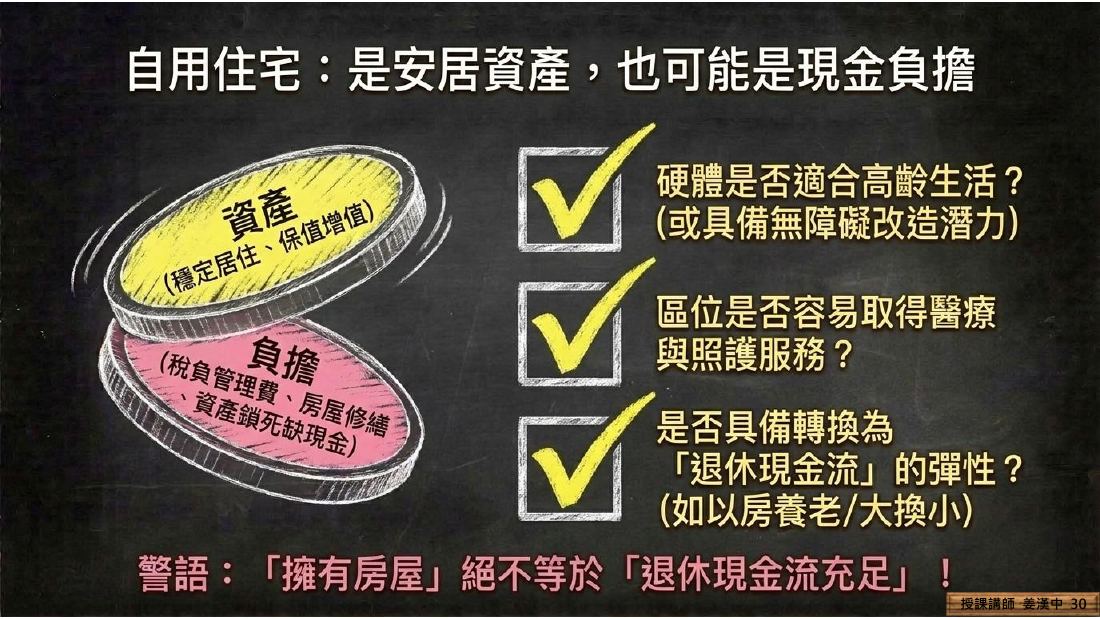 自用住宅：是安居資產，也可能是現金負擔
資產
(穩定居住、保值增值)
負擔
(稅負管理費、房屋修繕
、資產鎖死缺現金)
硬體是否適合高齡生活？
(或具備無障礙改造潛力)
區位是否容易取得醫療
與照護服務？
是否具備轉換為
「退休現金流」的彈性？
(如以房養老/大換小)
警語：「擁有房屋」絕不等於「退休現金流充足」！
授課講師 姜漢中 30